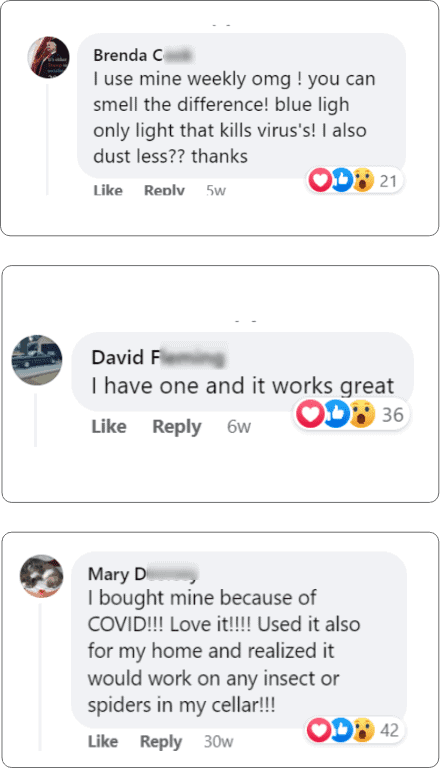 Brenda C
I use mine weekly omg ! you can
smell the difference! blue ligh
only light that kills virus's! I also
dust less?? thanks
Like Reply 5w
21
David F
I have one and it works great
Like Reply 6w
36
Mary D
I bought mine because of
COVID!!! Love it!!!! Used it also
for my home and realized it
would work on any insect or
spiders in my cellar!!!
Like Reply 30w
42